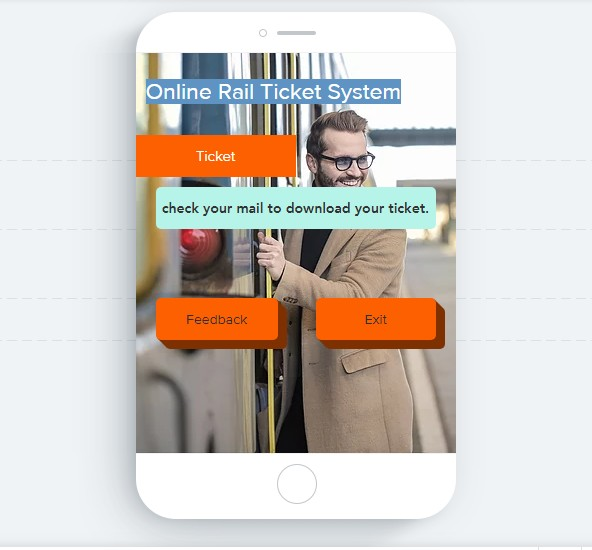 Online Rail Ticket System
Ticket
check your mail to download your ticket.
Feedback
Exit